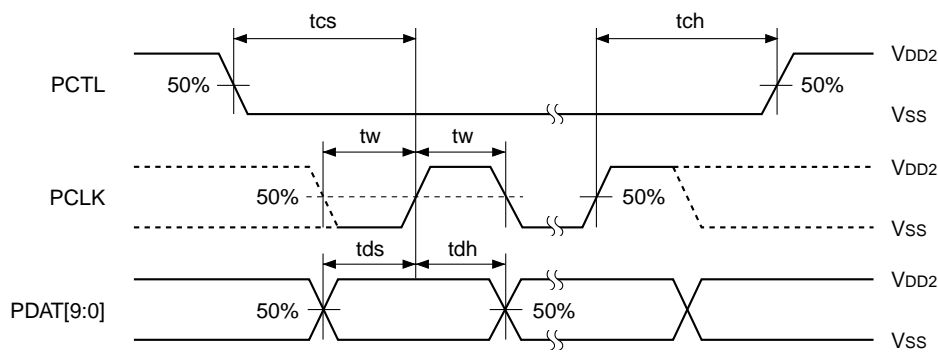 tcs
tch
PCTL
50%
50%
VDD2
VSS
tw
tw
PCLK
50%
50%
VDD2
VSS
tds
tdh
PDAT[9:0]
50%
50%
VDD2
VSS